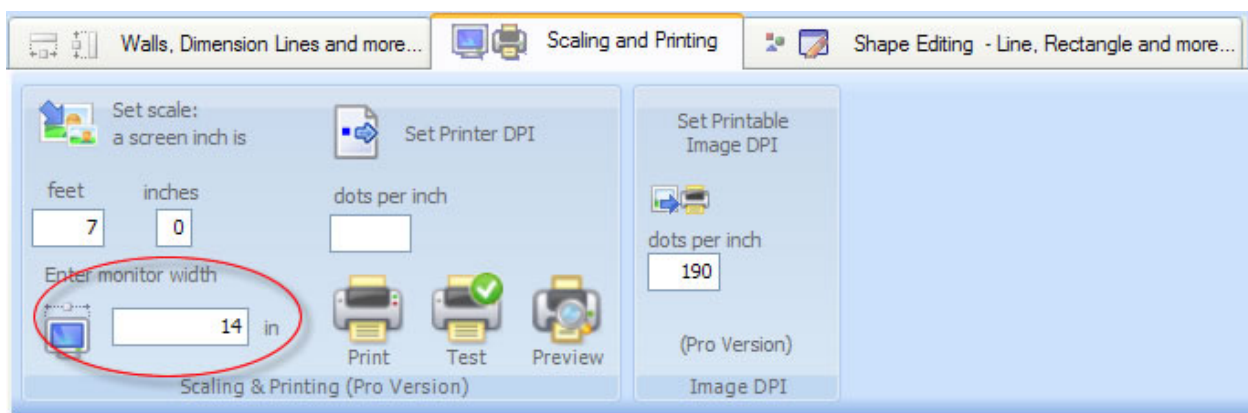 Walls, Dimension Lines and more...
Scaling and Printing
Shape Editing - Line, Rectangle and more...
Set scale:
a screen inch is
Set Printer DPI
feet
inches
dots per inch
7
0
Enter monitor width
14 in
Print
Test
Preview
Scaling & Printing (Pro Version)
Set Printable
Image DPI
dots per inch
190
(Pro Version)
Image DPI